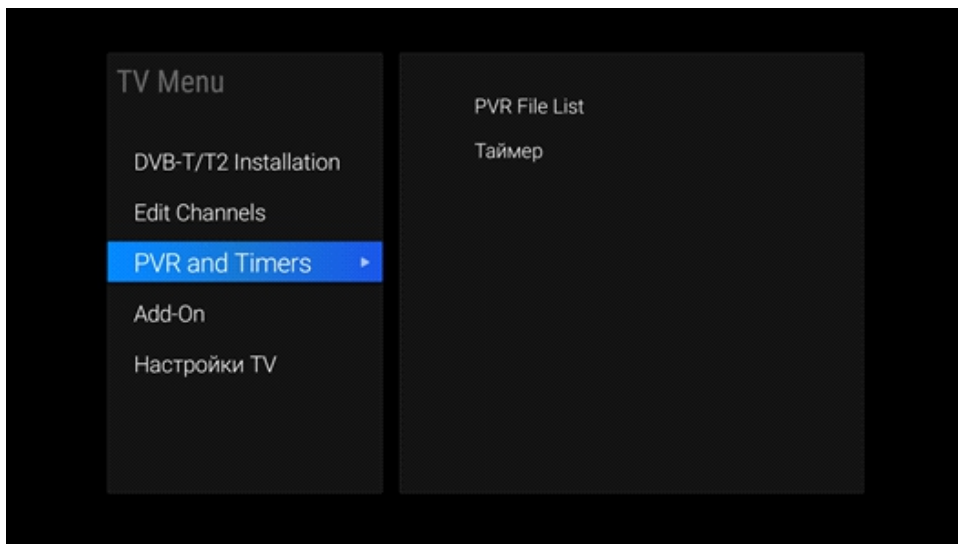 TV Menu
DVB-T/T2 Installation
Edit Channels
PVR and Timers
Add-On
Настройки TV
PVR File List
Таймер